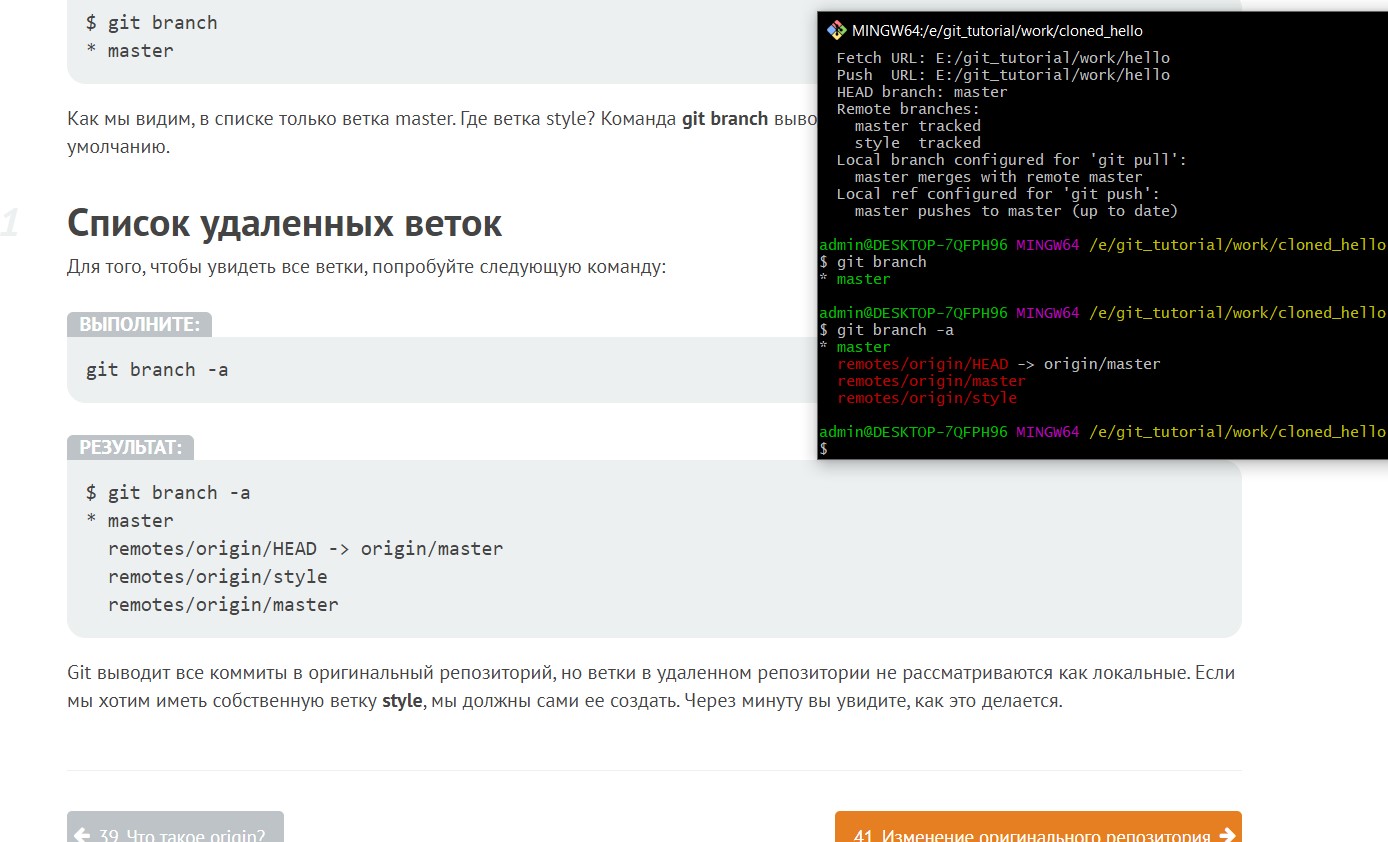 $ git branch
* master
Как мы видим, в списке только ветка master. Где ветка style? Команда git branch
умолчанию.
1
Список удаленных веток
Для того, чтобы увидеть все ветки, попробуйте следующую команду:
ВЫПОЛНИТЕ:
git branch -a
РЕЗУЛЬТАТ:
$ git branch -a
* master
remotes/origin/HEAD -> origin/master
remotes/origin/style
remotes/origin/master
Git выводит все коммиты в оригинальный репозиторий, но ветки в удаленном репозитории не рассматриваются как локальные. Если
мы хотим иметь собственную ветку style, мы должны сами ее создать. Через минуту вы увидите, как это делается.
39. Что такое origin?
41. Изменение оригинального репозитория
MINGW64:/e/git_tutorial/work/cloned_hello
Fetch URL: E:/git_tutorial/work/hello
Push  URL: E:/git_tutorial/work/hello
HEAD branch: master
Remote branches:
master tracked
style  tracked
Local branch configured for 'git pull':
master merges with remote master
Local ref configured for 'git push':
master pushes to master (up to date)
admin@DESKTOP-7QFPH96 MINGW64 /e/git_tutorial/work/cloned_hello
$ git branch
* master
admin@DESKTOP-7QFPH96 MINGW64 /e/git_tutorial/work/cloned_hello
$ git branch -a
* master
remotes/origin/HEAD -> origin/master
remotes/origin/master
remotes/origin/style
admin@DESKTOP-7QFPH96 MINGW64 /e/git_tutorial/work/cloned_hello
$